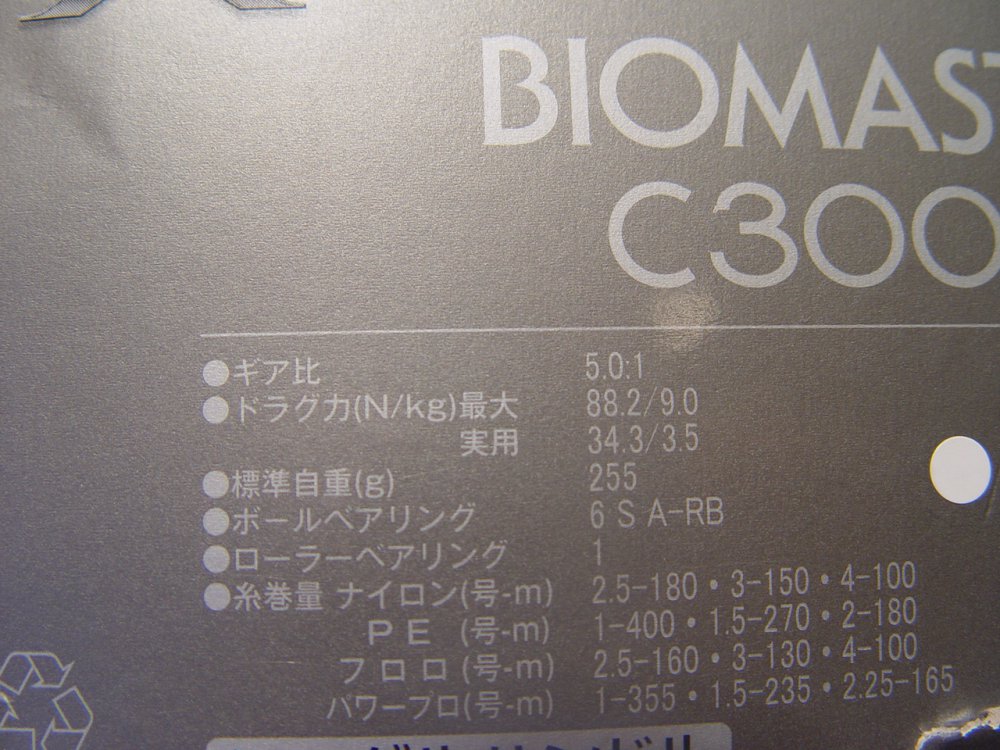 BIOMAST
C300
●ギア比 5.0:1
●ドラグ力(N/kg)最大 88.2/9.0
実用 34.3/3.5
●標準自重(g) 255
●ボールベアリング 6 S A-RB
●ローラーベアリング 1
●糸巻量 ナイロン(号-m) 2.5-180・3-150・4-100
PE (号-m) 1-400・1.5-270・2-180
フロロ(号-m) 2.5-160・3-130・4-100
パワープロ(号-m) 1-355・1.5-235・2.25-165